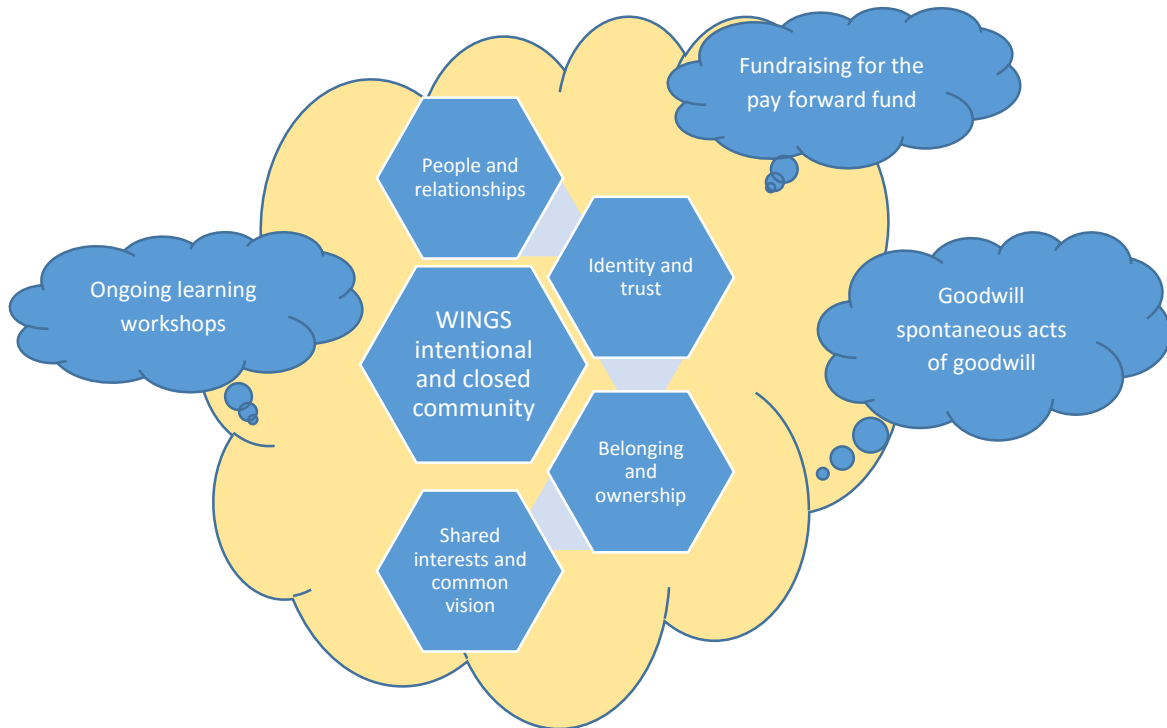 Fundraising for the
pay forward fund
People and
relationships
Identity and
trust
Ongoing learning
workshops
Goodwill
spontaneous acts
of goodwill
WINGS
intentional
and closed
community
Belonging
and
ownership
Shared
interests and
common
vision